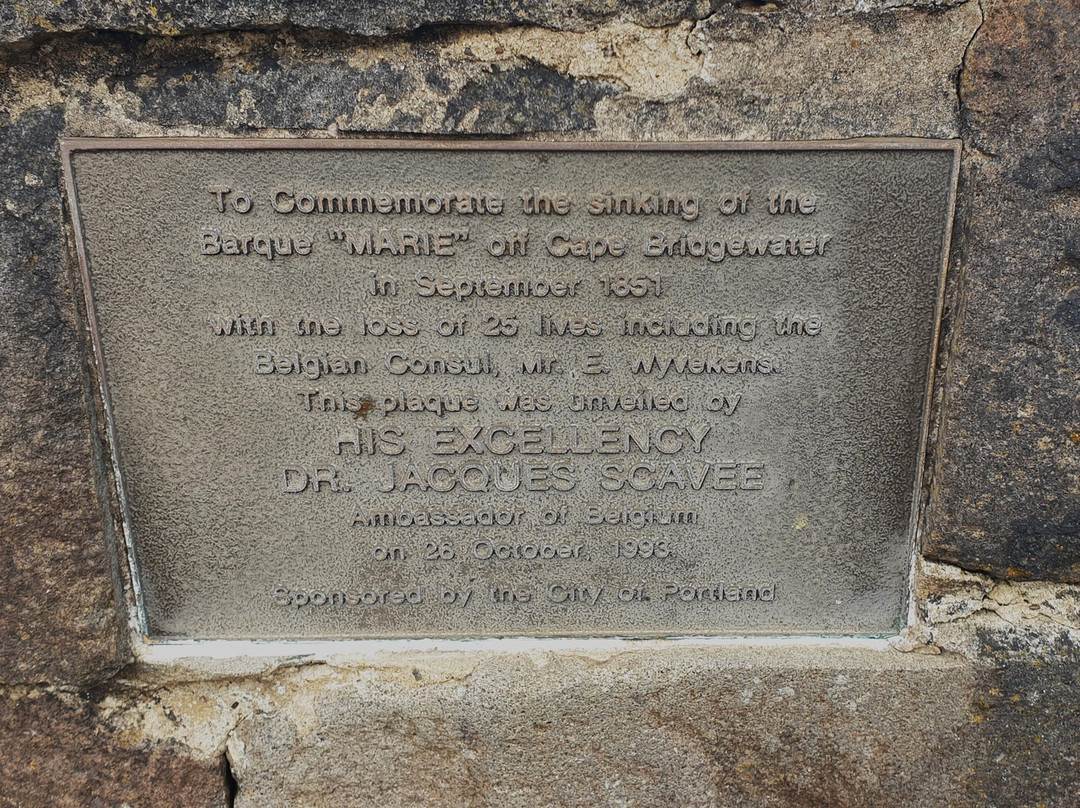 To Commemorate the sinking of the
Barque "MARIE" off Cape Bridgewater
in September 1851
with the loss of 25 lives including the
Belgian Consul, Mr. E. Wyvekens.
This plaque was unveiled by
HIS EXCELLENCY
DR. JACQUES SCAVEE
Ambassador of Belgium
on 26 October, 1993
Sponsored by the City of Portland